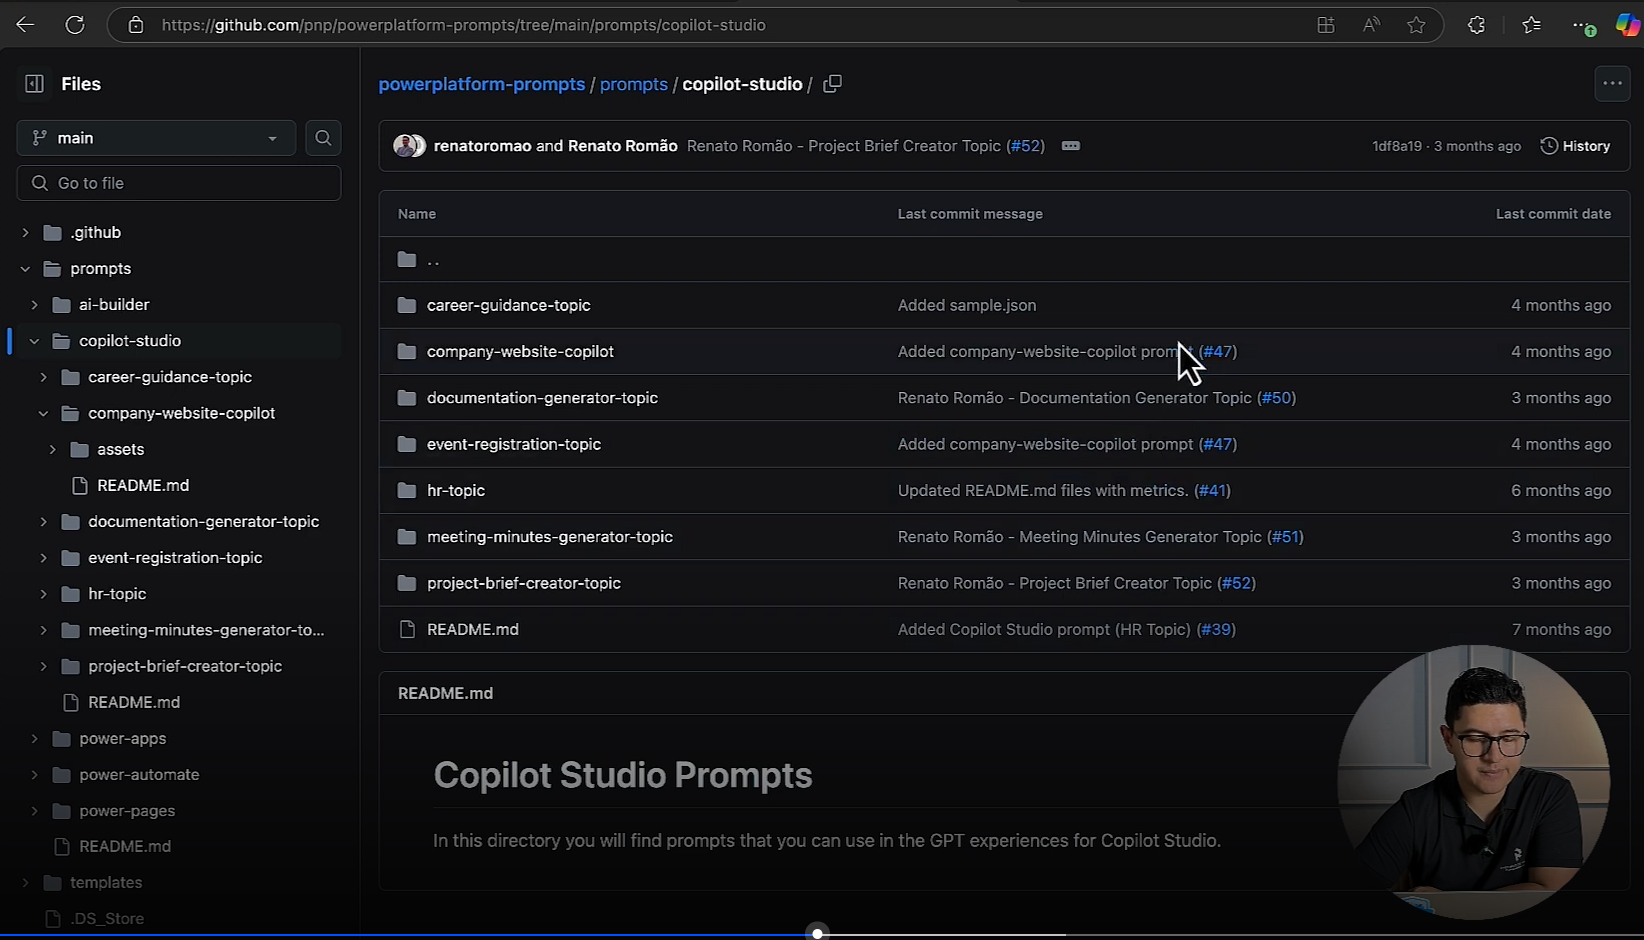 https://github.com/pnp/powerplatform-prompts/tree/main/prompts/copilot-studio
Files
main
Go to file
.github
prompts
ai-builder
copilot-studio
career-guidance-topic
company-website-copilot
assets
README.md
documentation-generator-topic
event-registration-topic
hr-topic
meeting-minutes-generator-to...
project-brief-creator-topic
README.md
power-apps
power-automate
power-pages
README.md
templates
.DS_Store
powerplatform-prompts / prompts / copilot-studio /
renatoromao and Renato Romão Renato Romão - Project Brief Creator Topic (#52) 1df8a19 · 3 months ago History
Name Last commit message Last commit date
..
career-guidance-topic Added sample.json 4 months ago
company-website-copilot Added company-website-copilot prompt (#47) 4 months ago
documentation-generator-topic Renato Romão - Documentation Generator Topic (#50) 3 months ago
event-registration-topic Added company-website-copilot prompt (#47) 4 months ago
hr-topic Updated README.md files with metrics. (#41) 6 months ago
meeting-minutes-generator-topic Renato Romão - Meeting Minutes Generator Topic (#51) 3 months ago
project-brief-creator-topic Renato Romão - Project Brief Creator Topic (#52) 3 months ago
README.md Added Copilot Studio prompt (HR Topic) (#39) 7 months ago
README.md
Copilot Studio Prompts
In this directory you will find prompts that you can use in the GPT experiences for Copilot Studio.